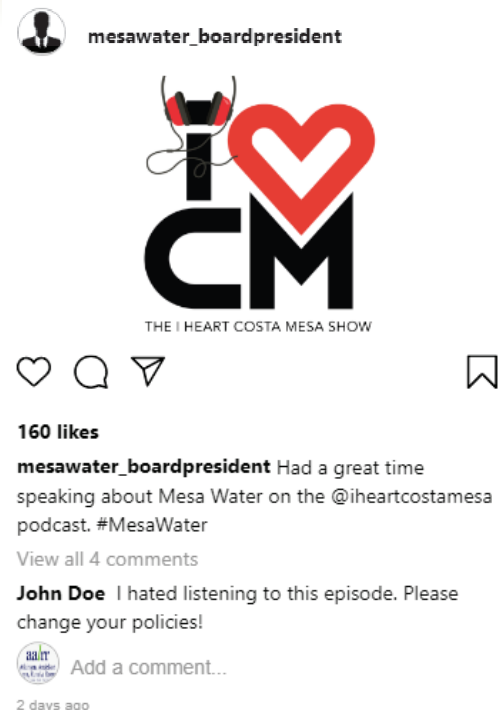 mesawater_boardpresident
I
CM
THE I HEART COSTA MESA SHOW
160 likes
mesawater_boardpresident Had a great time
speaking about Mesa Water on the @iheartcostamesa
podcast. #MesaWater
View all 4 comments
John Doe I hated listening to this episode. Please
change your policies!
aalrr
Add a comment...
2 days ago